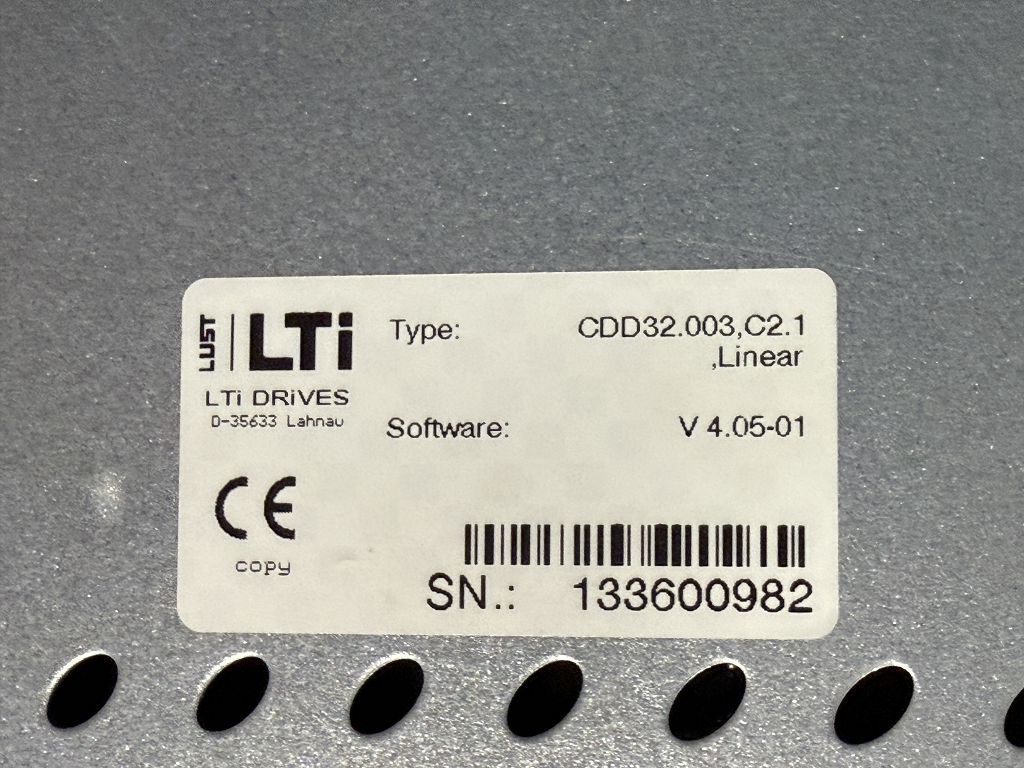 LUST LTi
LTi DRiVES
D-35633 Lahnau
Type: CDD32.003,C2.1
,Linear
Software: V 4.05-01
CE
copy
SN.: 133600982